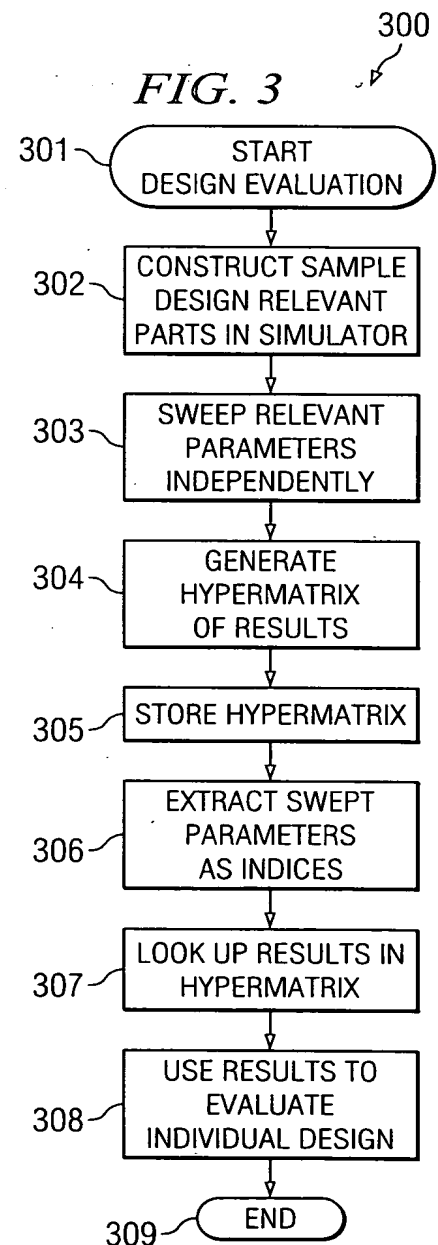 300
FIG. 3
301
START
DESIGN EVALUATION
302
CONSTRUCT SAMPLE
DESIGN RELEVANT
PARTS IN SIMULATOR
303
SWEEP RELEVANT
PARAMETERS
INDEPENDENTLY
304
GENERATE
HYPERMATRIX
OF RESULTS
305
STORE HYPERMATRIX
306
EXTRACT SWEPT
PARAMETERS
AS INDICES
307
LOOK UP RESULTS IN
HYPERMATRIX
308
USE RESULTS TO
EVALUATE
INDIVIDUAL DESIGN
309
END